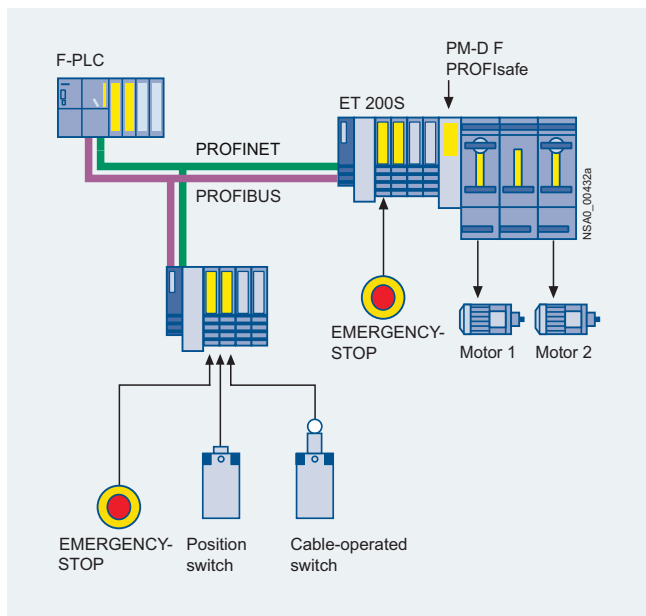 F-PLC
PM-D F
PROFIsafe
ET 200S
PROFINET
PROFIBUS
NSA0_00432a
EMERGENCY-
STOP
Motor 1
Motor 2
EMERGENCY-
STOP
Position
switch
Cable-operated
switch